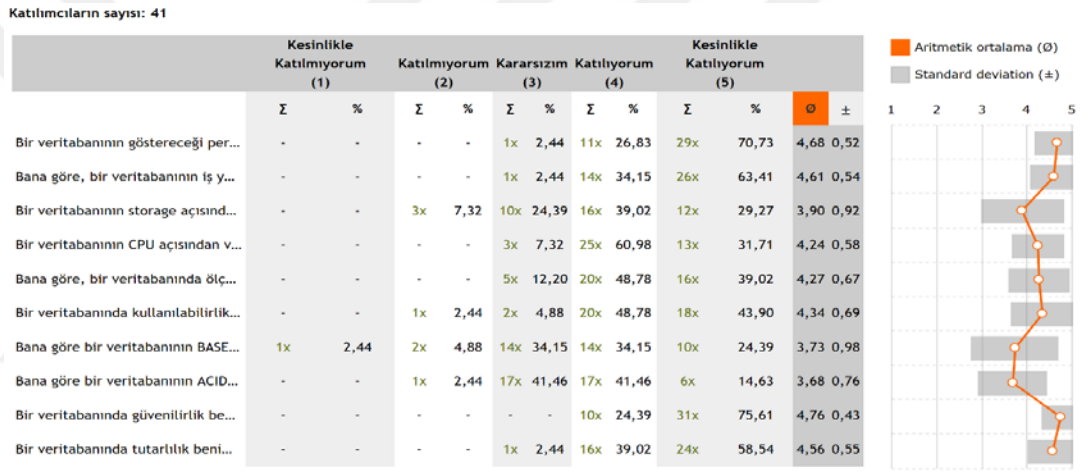 Katılımcıların sayısı: 41
Kesinlikle Katılmıyorum (1) Katılmıyorum (2) Kararsızım (3) Katılıyorum (4) Kesinlikle Katılıyorum (5)
Σ % Σ % Σ % Σ % Σ % Ø ±
Bir veritabanının göstereceği per... - - - - 1x 2,44 11x 26,83 29x 70,73 4,68 0,52
Bana göre, bir veritabanının iş y... - - - - 1x 2,44 14x 34,15 26x 63,41 4,61 0,54
Bir veritabanının storage açısınd... - - 3x 7,32 10x 24,39 16x 39,02 12x 29,27 3,90 0,92
Bir veritabanının CPU açısından v... - - - - 3x 7,32 25x 60,98 13x 31,71 4,24 0,58
Bana göre, bir veritabanında ölç... - - - - 5x 12,20 20x 48,78 16x 39,02 4,27 0,67
Bir veritabanında kullanılabilirlik... - - 1x 2,44 2x 4,88 20x 48,78 18x 43,90 4,34 0,69
Bana göre bir veritabanının BASE... 1x 2,44 2x 4,88 14x 34,15 14x 34,15 10x 24,39 3,73 0,98
Bana göre bir veritabanının ACID... - - 1x 2,44 17x 41,46 17x 41,46 6x 14,63 3,68 0,76
Bir veritabanında güvenilirlik be... - - - - - - 10x 24,39 31x 75,61 4,76 0,43
Bir veritabanında tutarlılık beni... - - - - 1x 2,44 16x 39,02 24x 58,54 4,56 0,55
Aritmetik ortalama (Ø)
Standard deviation (±)
1 2 3 4 5